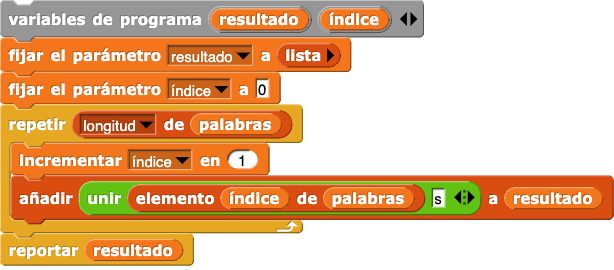 variables de programa resultado índice
fijar el parámetro resultado a lista
fijar el parámetro índice a 0
repetir longitud de palabras
incrementar índice en 1
añadir unir elemento índice de palabras s a resultado
reportar resultado